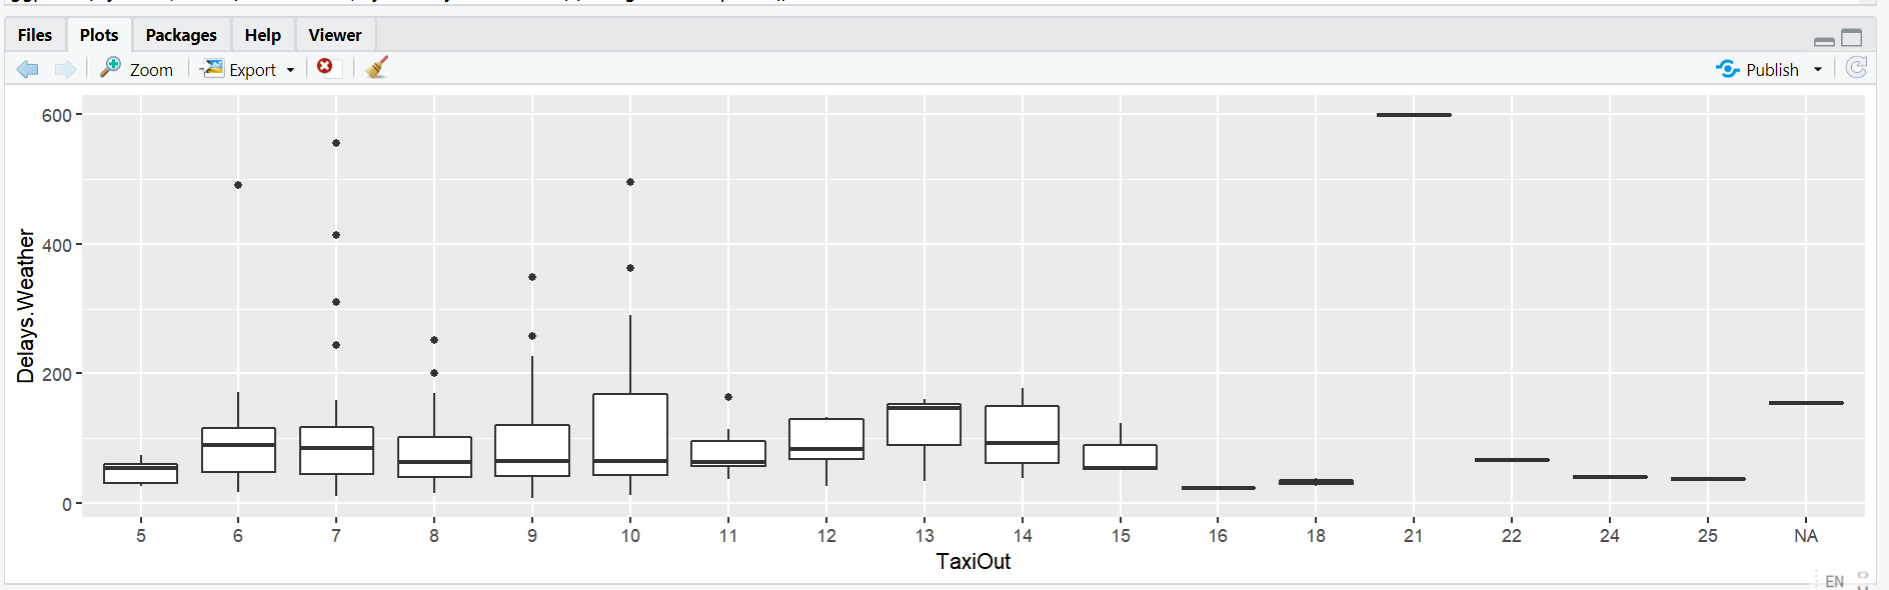 Files Plots Packages Help Viewer
Zoom Export Publish
600
400
200
0
Delays.Weather
5 6 7 8 9 10 11 12 13 14 15 16 18 21 22 24 25 NA
TaxiOut
EN